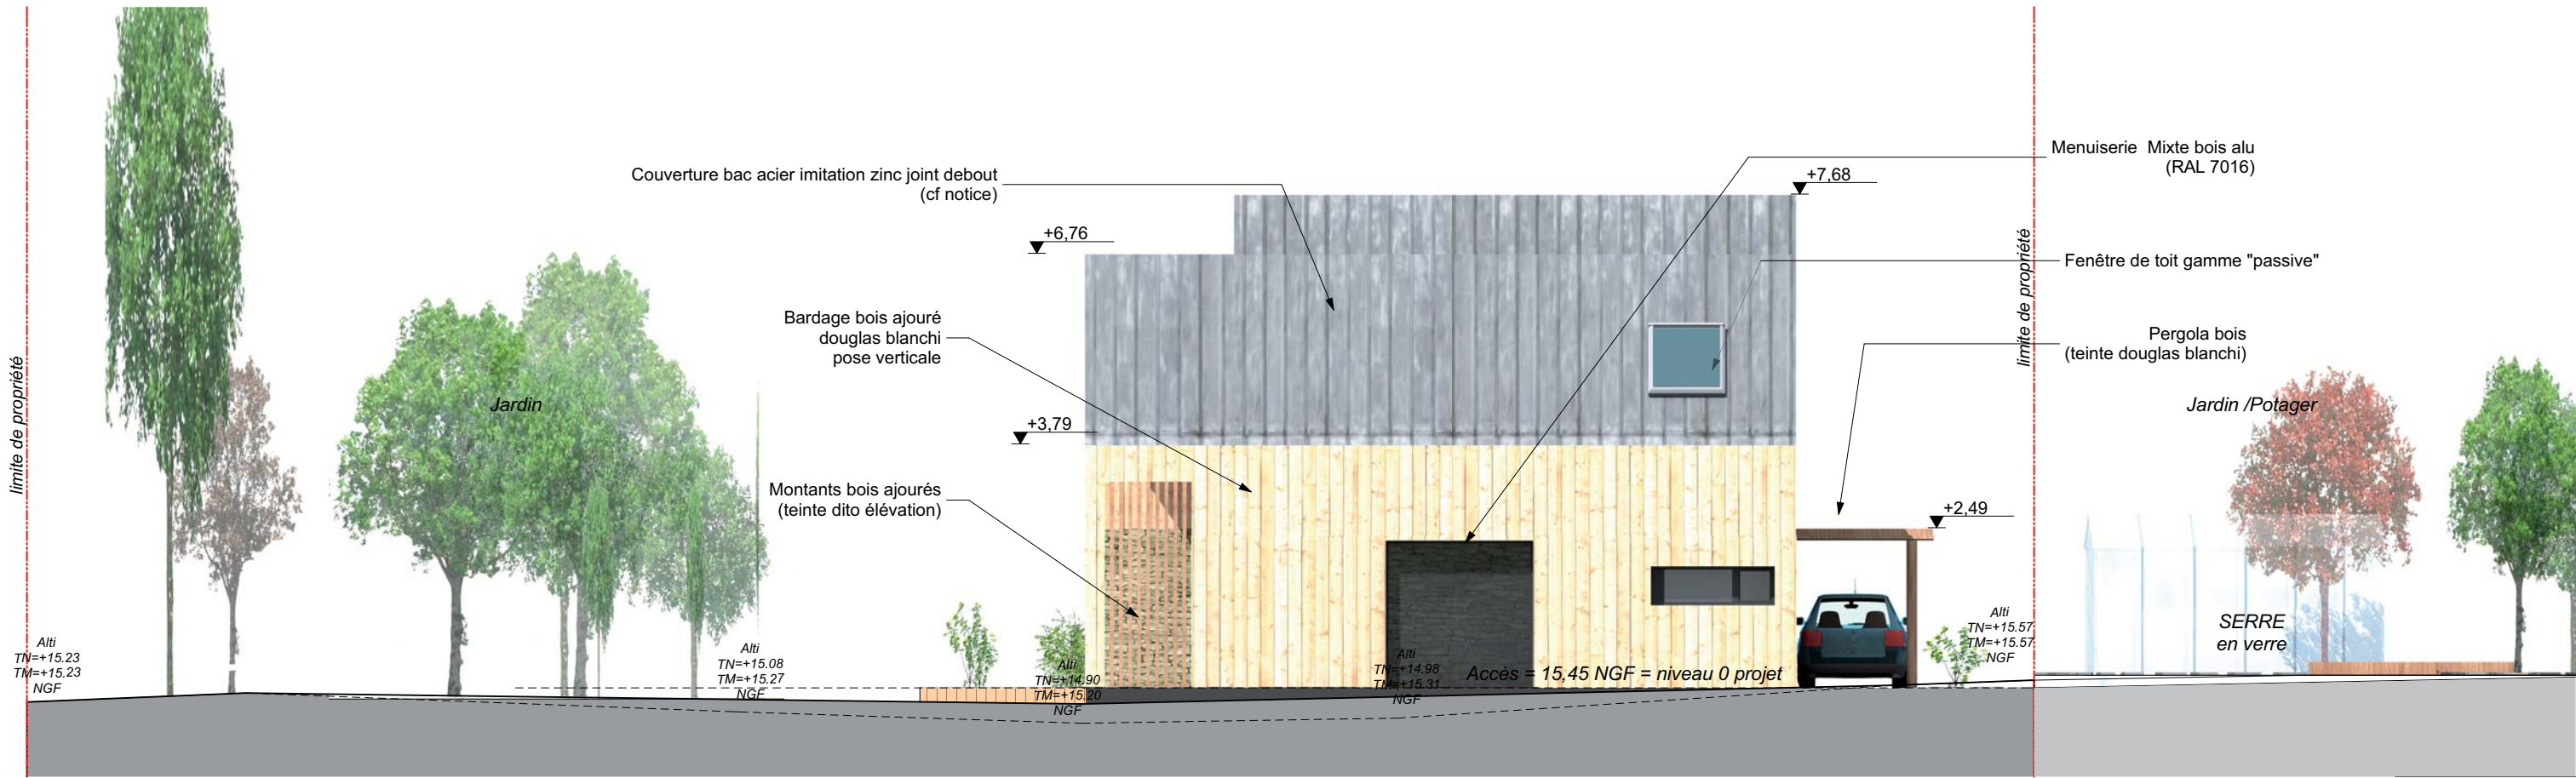 limite de propriété
Couverture bac acier imitation zinc joint debout
(cf notice)
+7,68
+6,76
Menuiserie Mixte bois alu
(RAL 7016)
limite de propriété
Fenêtre de toit gamme "passive"
Bardage bois ajouré
douglas blanchi
pose verticale
Pergola bois
(teinte douglas blanchi)
Jardin
Jardin /Potager
+3,79
Montants bois ajourés
(teinte dito élévation)
+2,49
SERRE
en verre
Alti
TN=+15.23
TM=+15.23
NGF
Alti
TN=+15.08
TM=+15.27
NGF
Alti
TN=+14.90
TM=+15.20
NGF
Alti
TN=+14.98
TM=+15.31
NGF
Accès = 15,45 NGF = niveau 0 projet
Alti
TN=+15.57
TM=+15.57
NGF